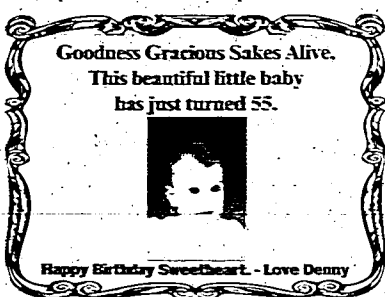 Goodness Gracious Sakes Alive.
This beautiful little baby
has just turned 55.
Happy Birthday Sweetheart. - Love Denny